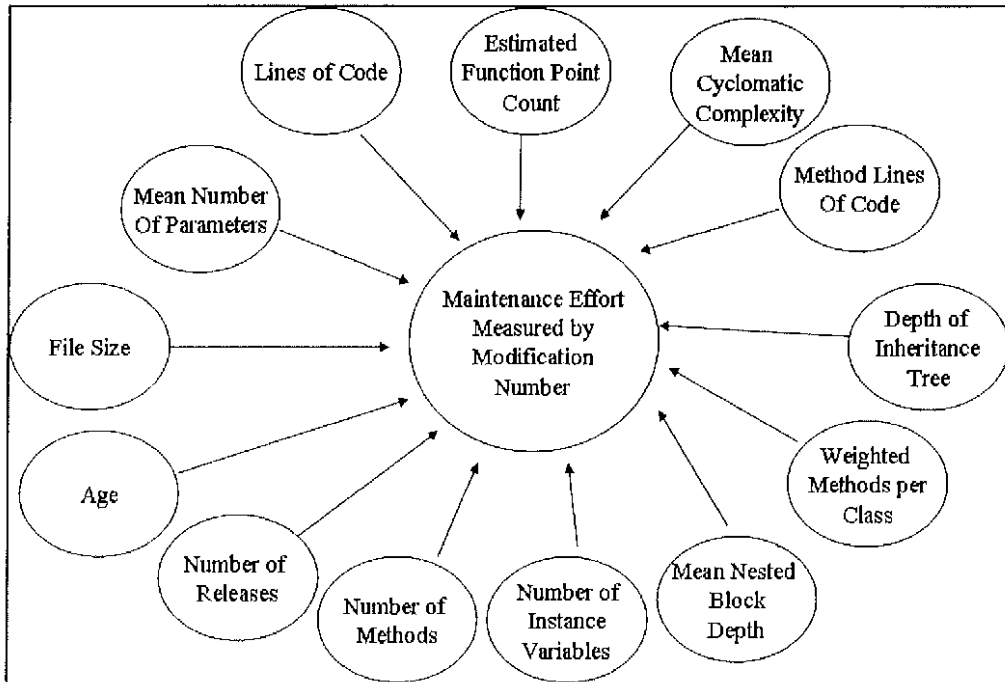 Lines of Code
Estimated
Function Point
Count
Mean
Cyclomatic
Complexity
Method Lines
Of Code
Mean Number
Of Parameters
Maintenance Effort
Measured by
Modification
Number
File Size
Depth of
Inheritance
Tree
Age
Weighted
Methods per
Class
Number of
Releases
Number of
Methods
Number of
Instance
Variables
Mean Nested
Block
Depth